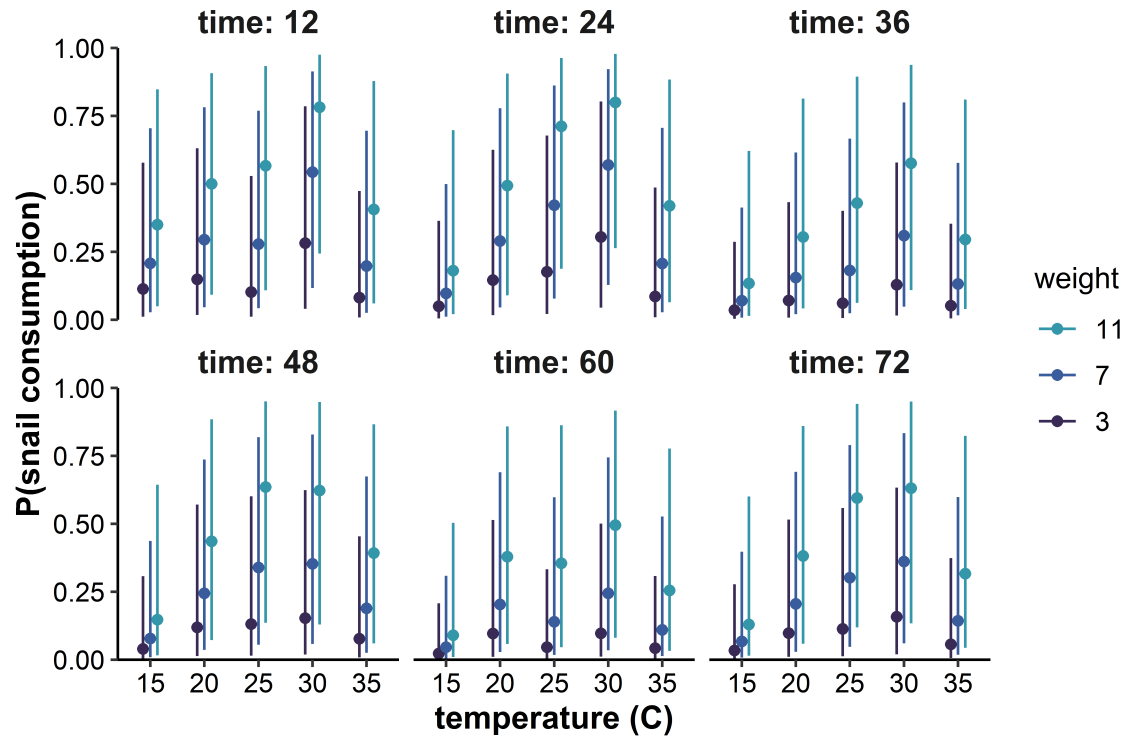 time: 12
time: 24
time: 36
1.00
0.75
0.50
0.25
0.00
time: 48
time: 60
time: 72
1.00
0.75
0.50
0.25
0.00
15 20 25 30 35
15 20 25 30 35
15 20 25 30 35
temperature (C)
P(snail consumption)
weight
11
7
3